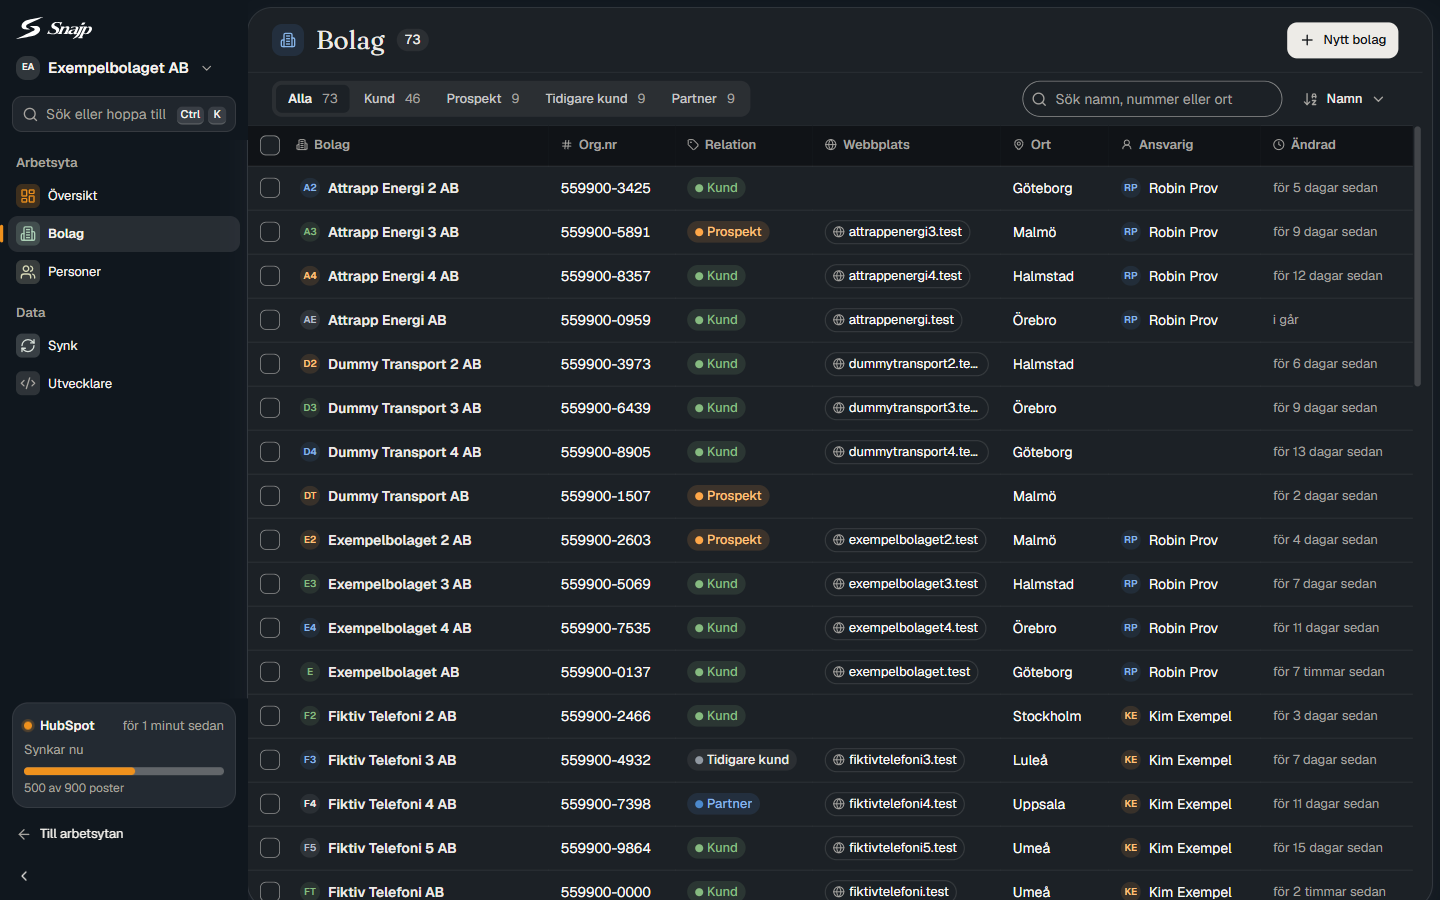 Snajp
EA Exempelbolaget AB
Sök eller hoppa till Ctrl K
Arbetsyta
Översikt
Bolag
Personer
Data
Synk
Utvecklare
HubSpot för 1 minut sedan
Synkar nu
500 av 900 poster
Till arbetsytan
Bolag 73
Nytt bolag
Alla 73 Kund 46 Prospekt 9 Tidigare kund 9 Partner 9
Sök namn, nummer eller ort
Namn
Bolag Org.nr Relation Webbplats Ort Ansvarig Ändrad
A2 Attrapp Energi 2 AB 559900-3425 Kund Göteborg RP Robin Prov för 5 dagar sedan
A3 Attrapp Energi 3 AB 559900-5891 Prospekt attrappenergi3.test Malmö RP Robin Prov för 9 dagar sedan
A4 Attrapp Energi 4 AB 559900-8357 Kund attrappenergi4.test Halmstad RP Robin Prov för 12 dagar sedan
AE Attrapp Energi AB 559900-0959 Kund attrappenergi.test Örebro RP Robin Prov i går
D2 Dummy Transport 2 AB 559900-3973 Kund dummytransport2.te... Halmstad för 6 dagar sedan
D3 Dummy Transport 3 AB 559900-6439 Kund dummytransport3.te... Örebro för 9 dagar sedan
D4 Dummy Transport 4 AB 559900-8905 Kund dummytransport4.te... Göteborg för 13 dagar sedan
DT Dummy Transport AB 559900-1507 Prospekt Malmö för 2 dagar sedan
E2 Exempelbolaget 2 AB 559900-2603 Prospekt exempelbolaget2.test Malmö RP Robin Prov för 4 dagar sedan
E3 Exempelbolaget 3 AB 559900-5069 Kund exempelbolaget3.test Halmstad RP Robin Prov för 7 dagar sedan
E4 Exempelbolaget 4 AB 559900-7535 Kund exempelbolaget4.test Örebro RP Robin Prov för 11 dagar sedan
E Exempelbolaget AB 559900-0137 Kund exempelbolaget.test Göteborg RP Robin Prov för 7 timmar sedan
F2 Fiktiv Telefoni 2 AB 559900-2466 Kund Stockholm KE Kim Exempel för 3 dagar sedan
F3 Fiktiv Telefoni 3 AB 559900-4932 Tidigare kund fiktivtelefoni3.test Luleå KE Kim Exempel för 7 dagar sedan
F4 Fiktiv Telefoni 4 AB 559900-7398 Partner fiktivtelefoni4.test Uppsala KE Kim Exempel för 11 dagar sedan
F5 Fiktiv Telefoni 5 AB 559900-9864 Kund fiktivtelefoni5.test Umeå KE Kim Exempel för 15 dagar sedan
FT Fiktiv Telefoni AB 559900-0000 Kund fiktivtelefoni.test Umeå KE Kim Exempel för 2 timmar sedan